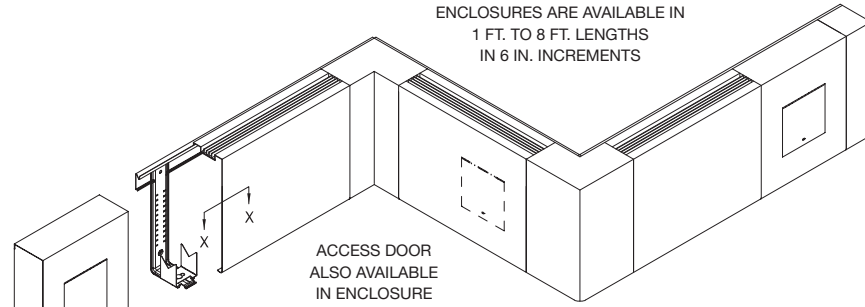 ENCLOSURES ARE AVAILABLE IN
1 FT. TO 8 FT. LENGTHS
IN 6 IN. INCREMENTS
X
X
ACCESS DOOR
ALSO AVAILABLE
IN ENCLOSURE